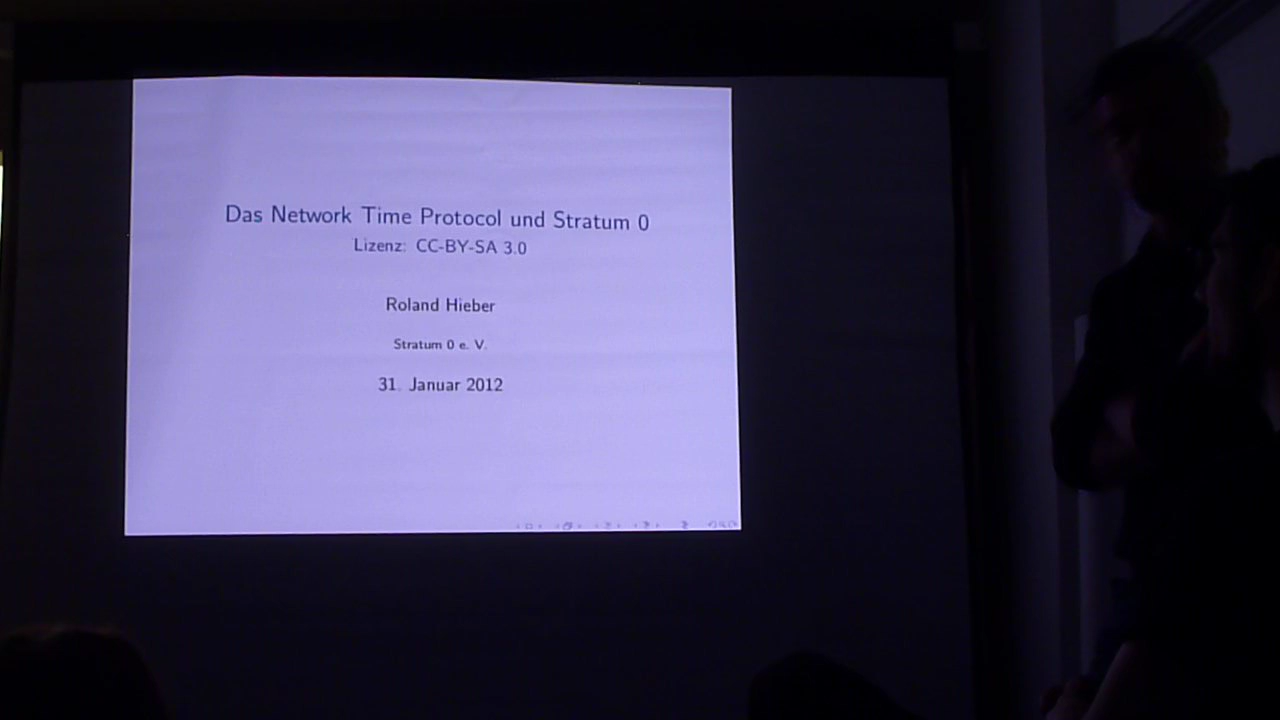 Das Network Time Protocol und Stratum 0
Lizenz: CC-BY-SA 3.0
Roland Hieber
Stratum 0 e. V.
31. Januar 2012